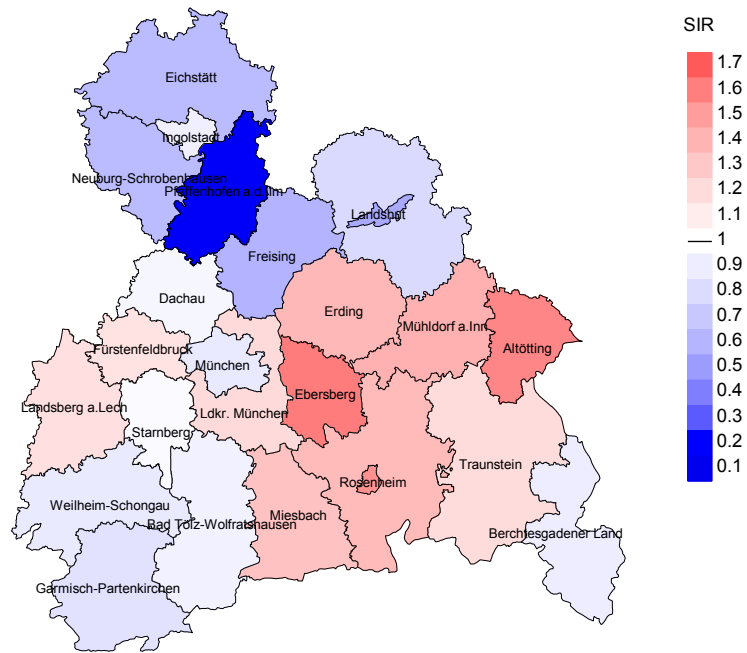 SIR
1.7
1.6
1.5
1.4
1.3
1.2
1.1
1
0.9
0.8
0.7
0.6
0.5
0.4
0.3
0.2
0.1
Eichstätt
Ingolstadt
Neuburg-Schrobenhausen
Pfaffenhofen a.d.Ilm
Landshut
Freising
Dachau
Erding
Mühldorf a.Inn
Altötting
Fürstenfeldbruck
München
Ebersberg
Landsberg a.Lech
Ldkr. München
Starnberg
Traunstein
Rosenheim
Weilheim-Schongau
Miesbach
Bad Tölz-Wolfratshausen
Berchtesgadener Land
Garmisch-Partenkirchen